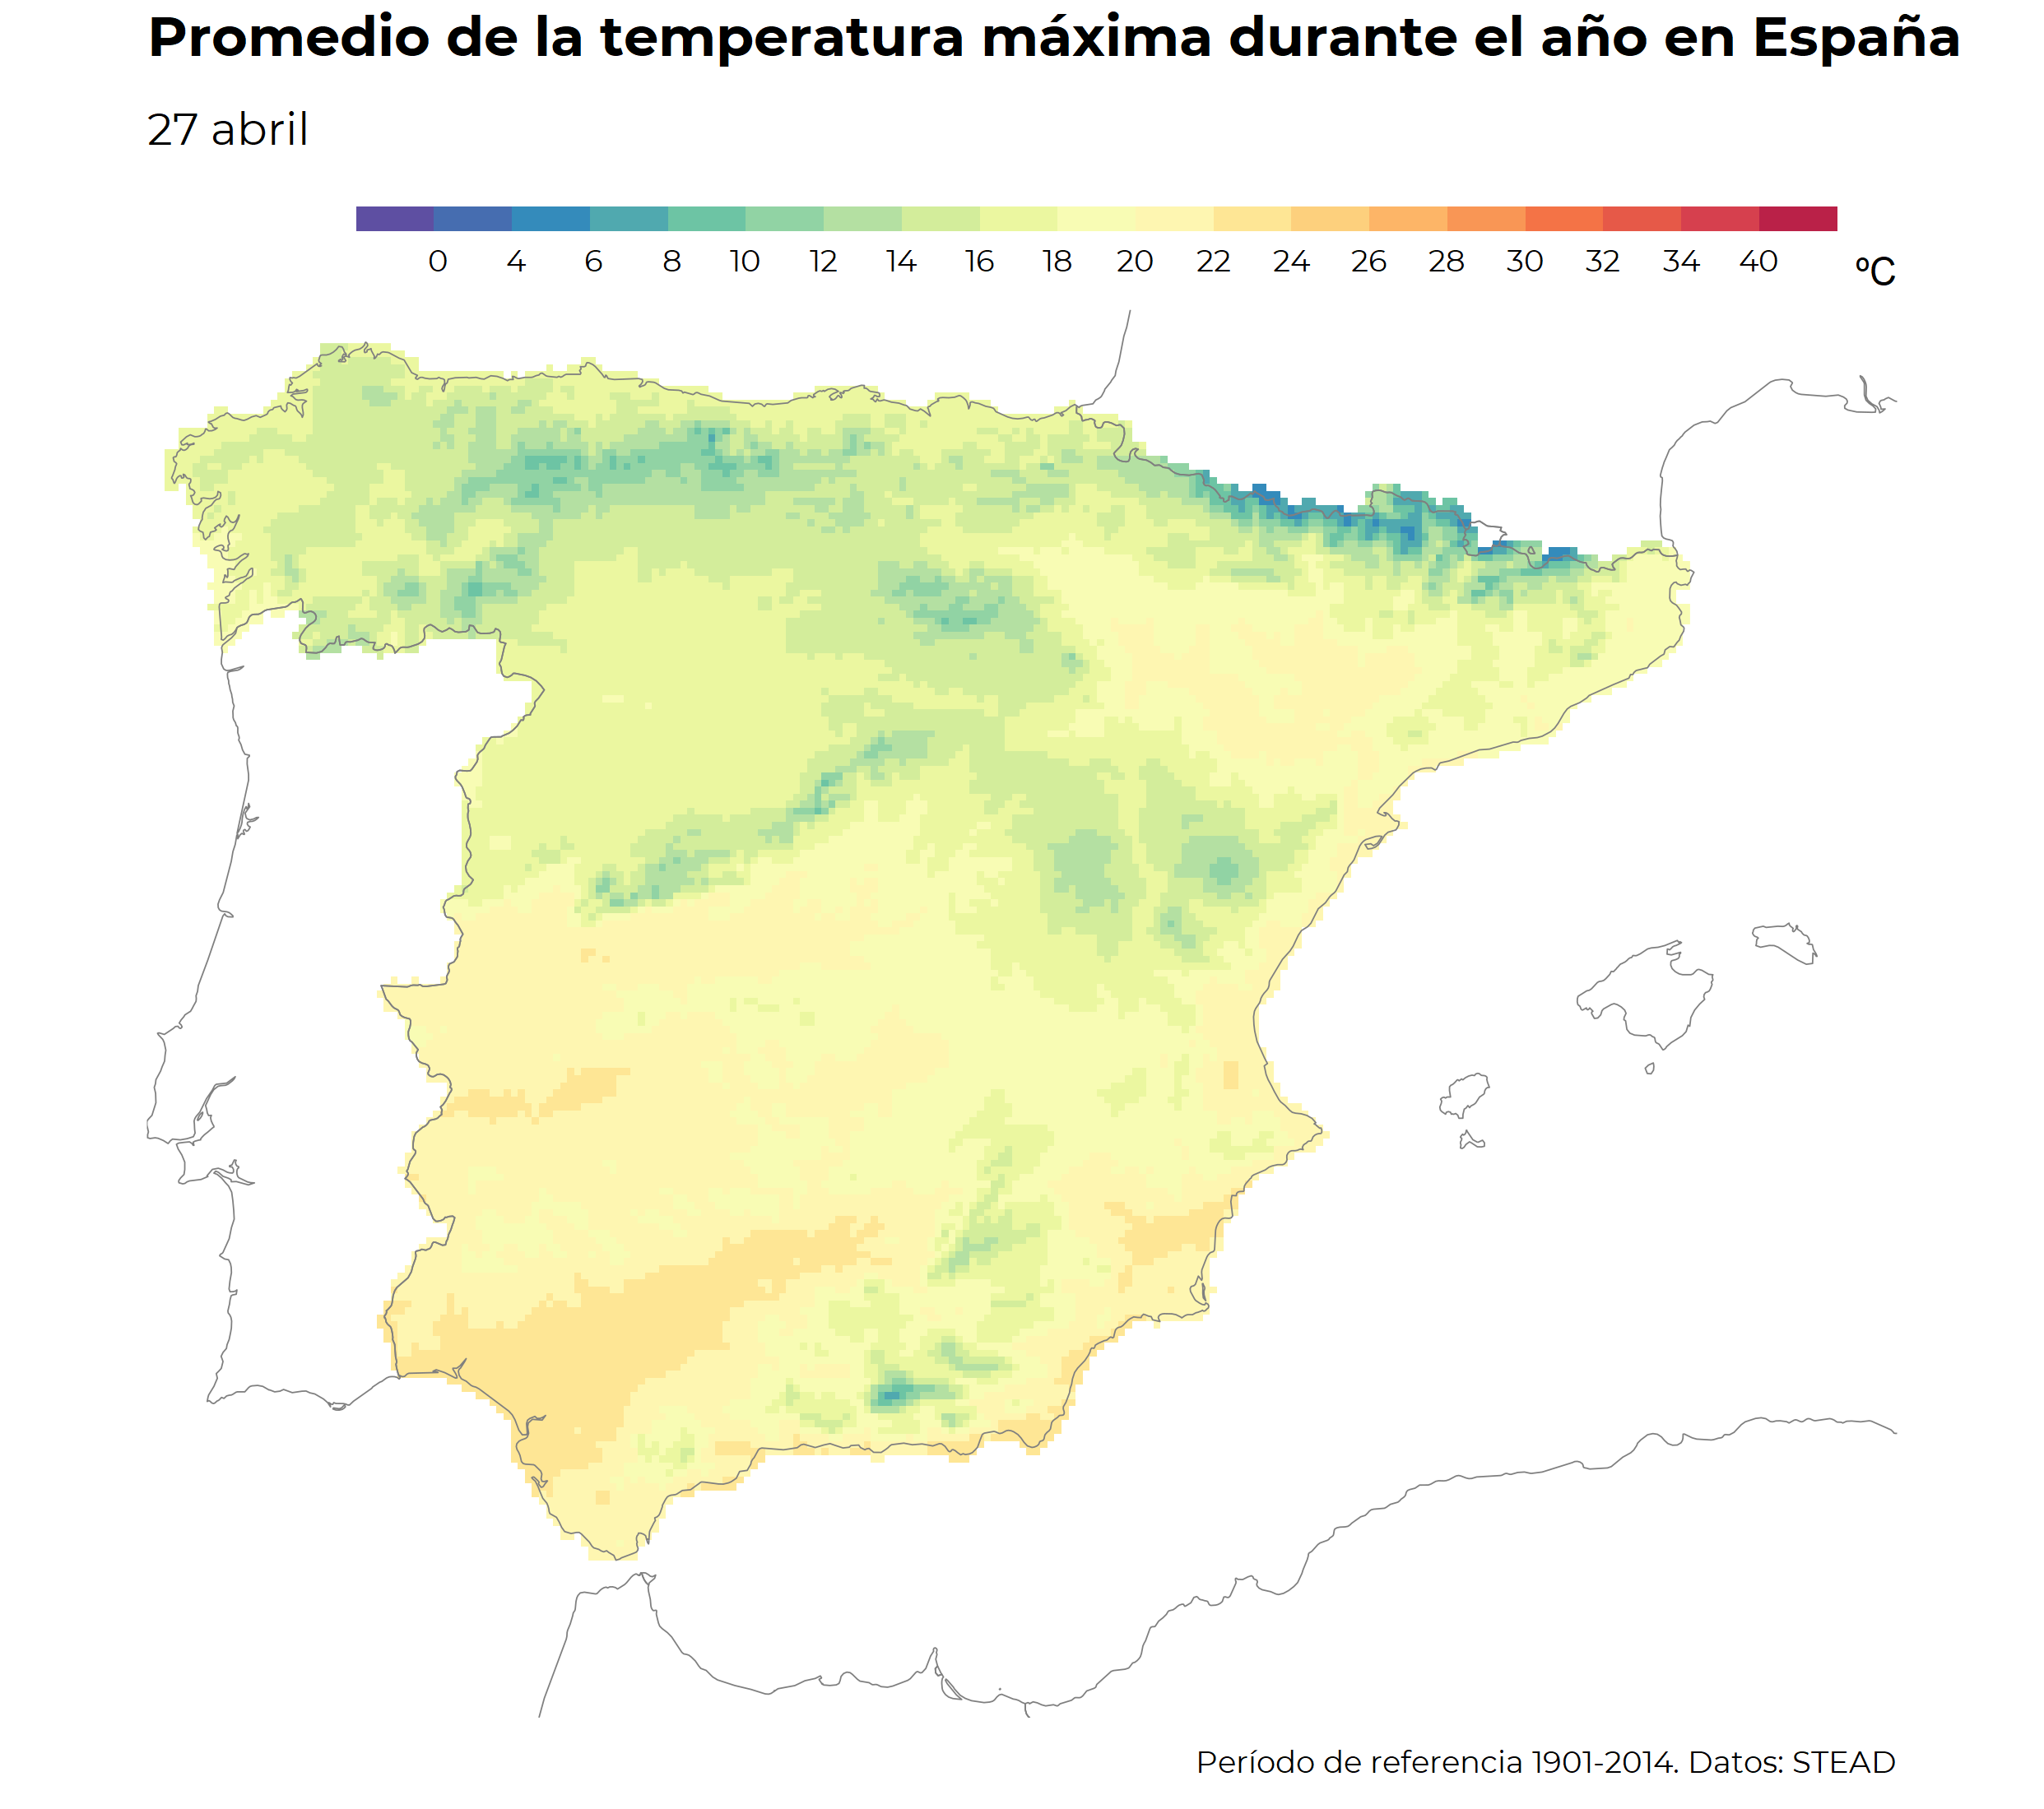 Promedio de la temperatura máxima durante el año en España
27 abril
0 4 6 8 10 12 14 16 18 20 22 24 26 28 30 32 34 40 ºC
Período de referencia 1901-2014. Datos: STEAD